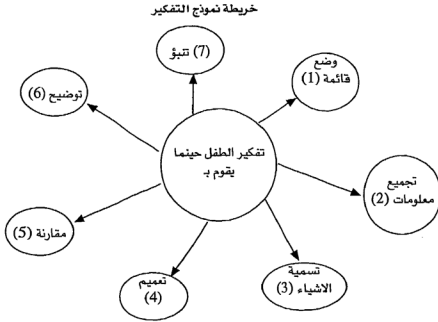 خريطة نموذج التفكير
تفكير الطفل حينما
يقوم بـ
وضع
قائمة (1)
تجميع
معلومات (2)
تسمية
الاشياء (3)
تعميم
(4)
مقارنة (5)
توضيح (6)
(7) تتبؤ